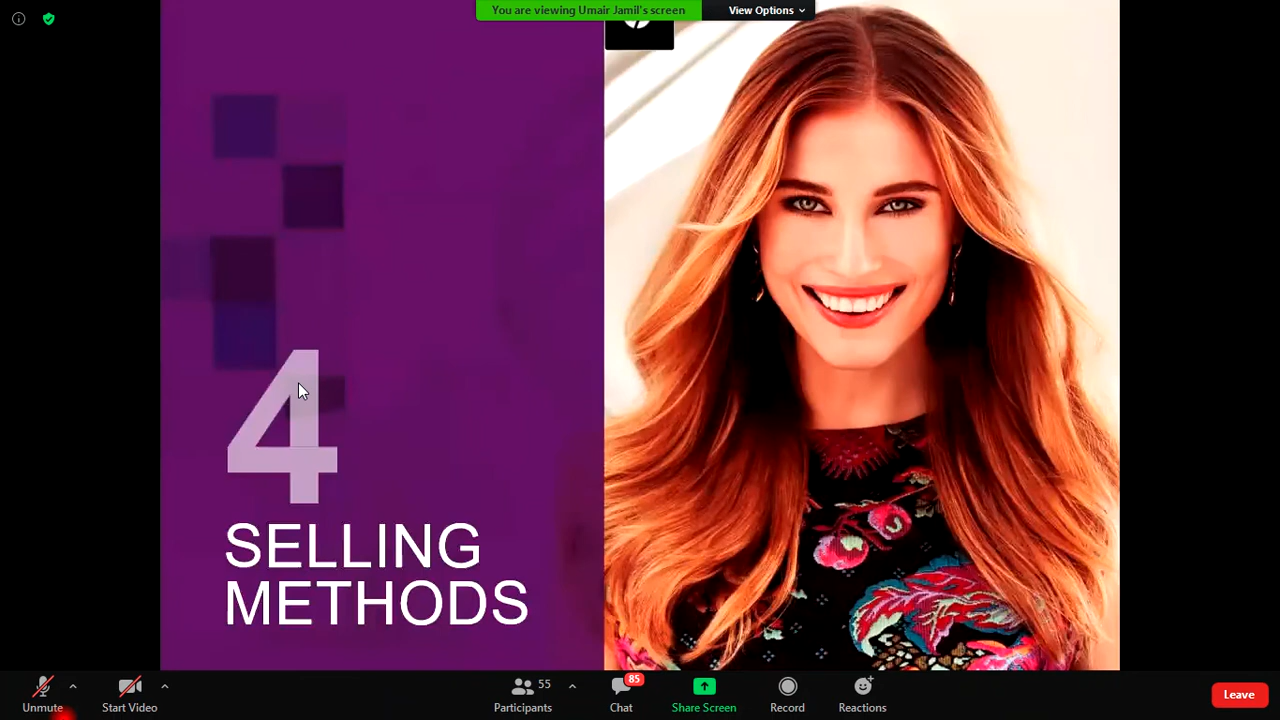 You are viewing Umair Jamil's screen
View Options
4
SELLING
METHODS
Unmute
Start Video
55
Participants
85
Chat
Share Screen
Record
Reactions
Leave